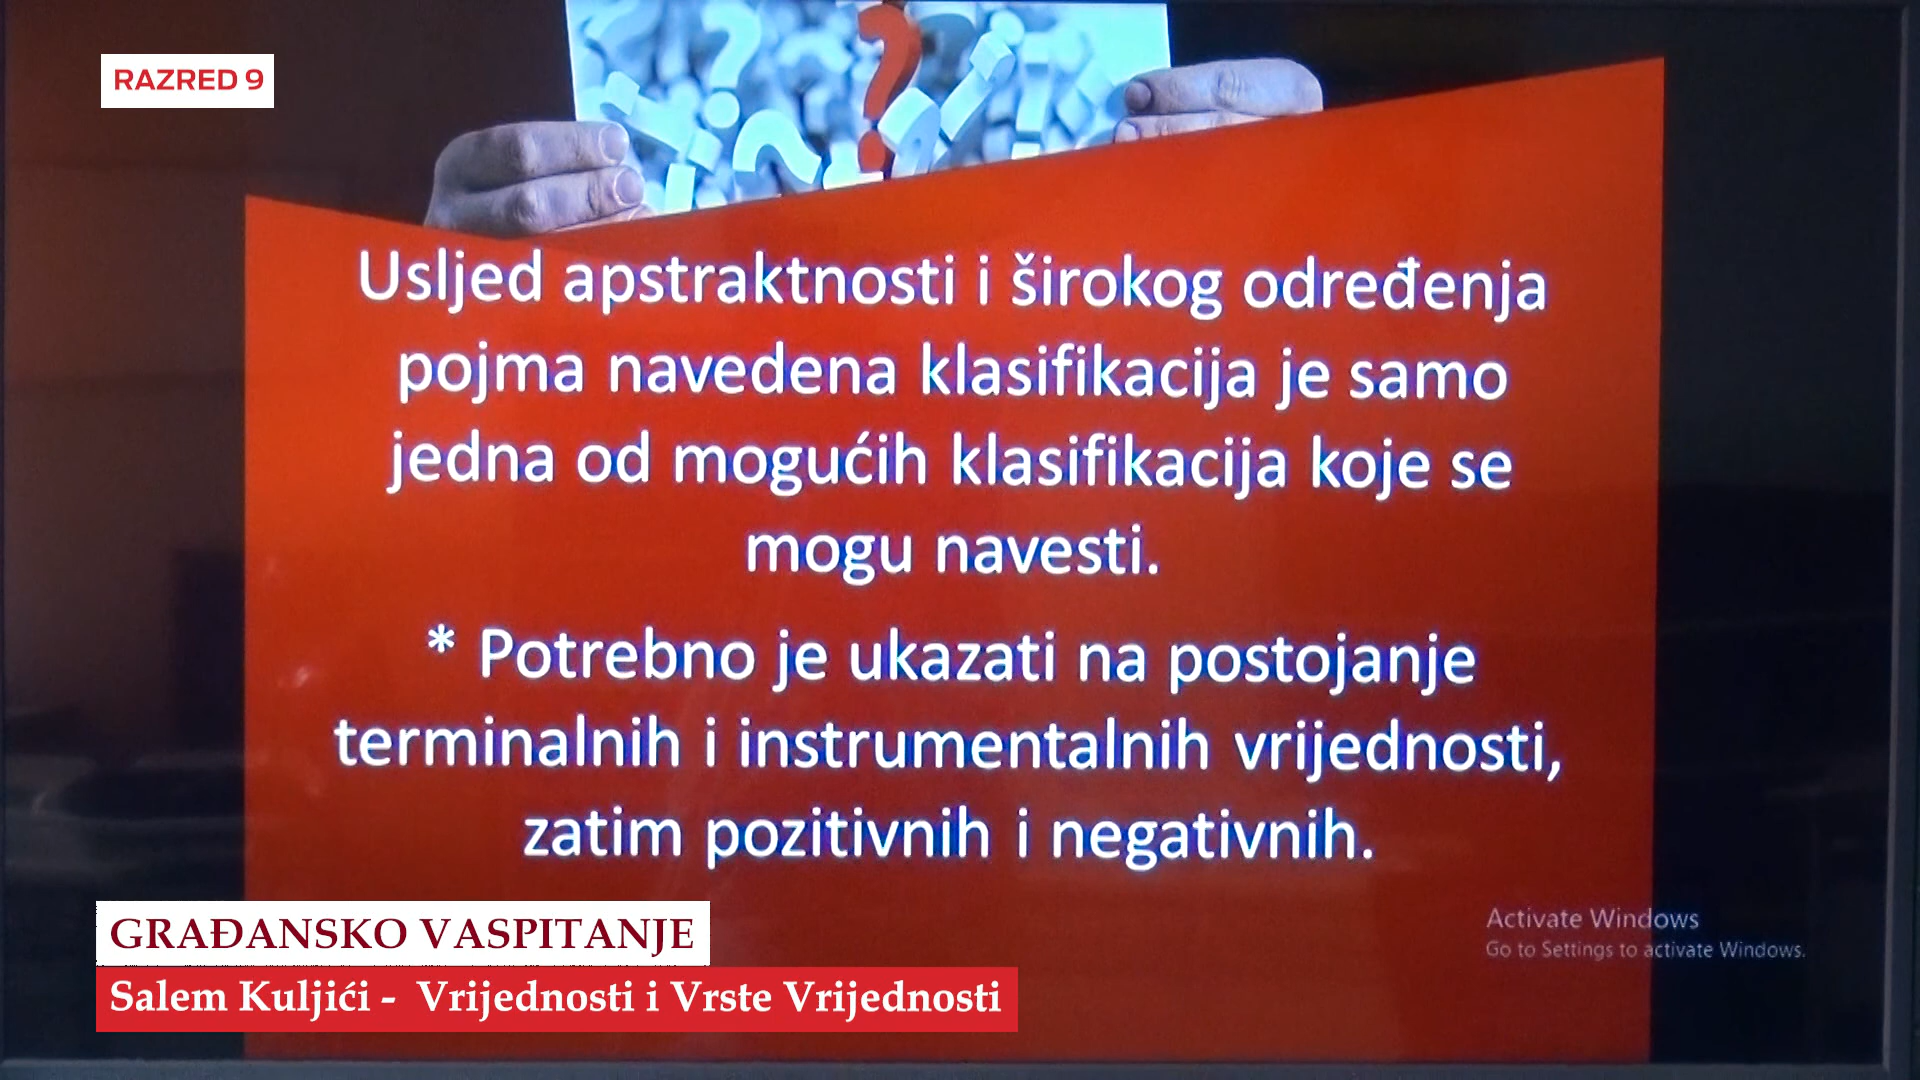 RAZRED 9
Usljed apstraktnosti i širokog određenja
pojma navedena klasifikacija je samo
jedna od mogućih klasifikacija koje se
mogu navesti.
* Potrebno je ukazati na postojanje
terminalnih i instrumentalnih vrijednosti,
zatim pozitivnih i negativnih.
Activate Windows
Go to Settings to activate Windows.
GRAĐANSKO VASPITANJE
Salem Kuljići - Vrijednosti i Vrste Vrijednosti